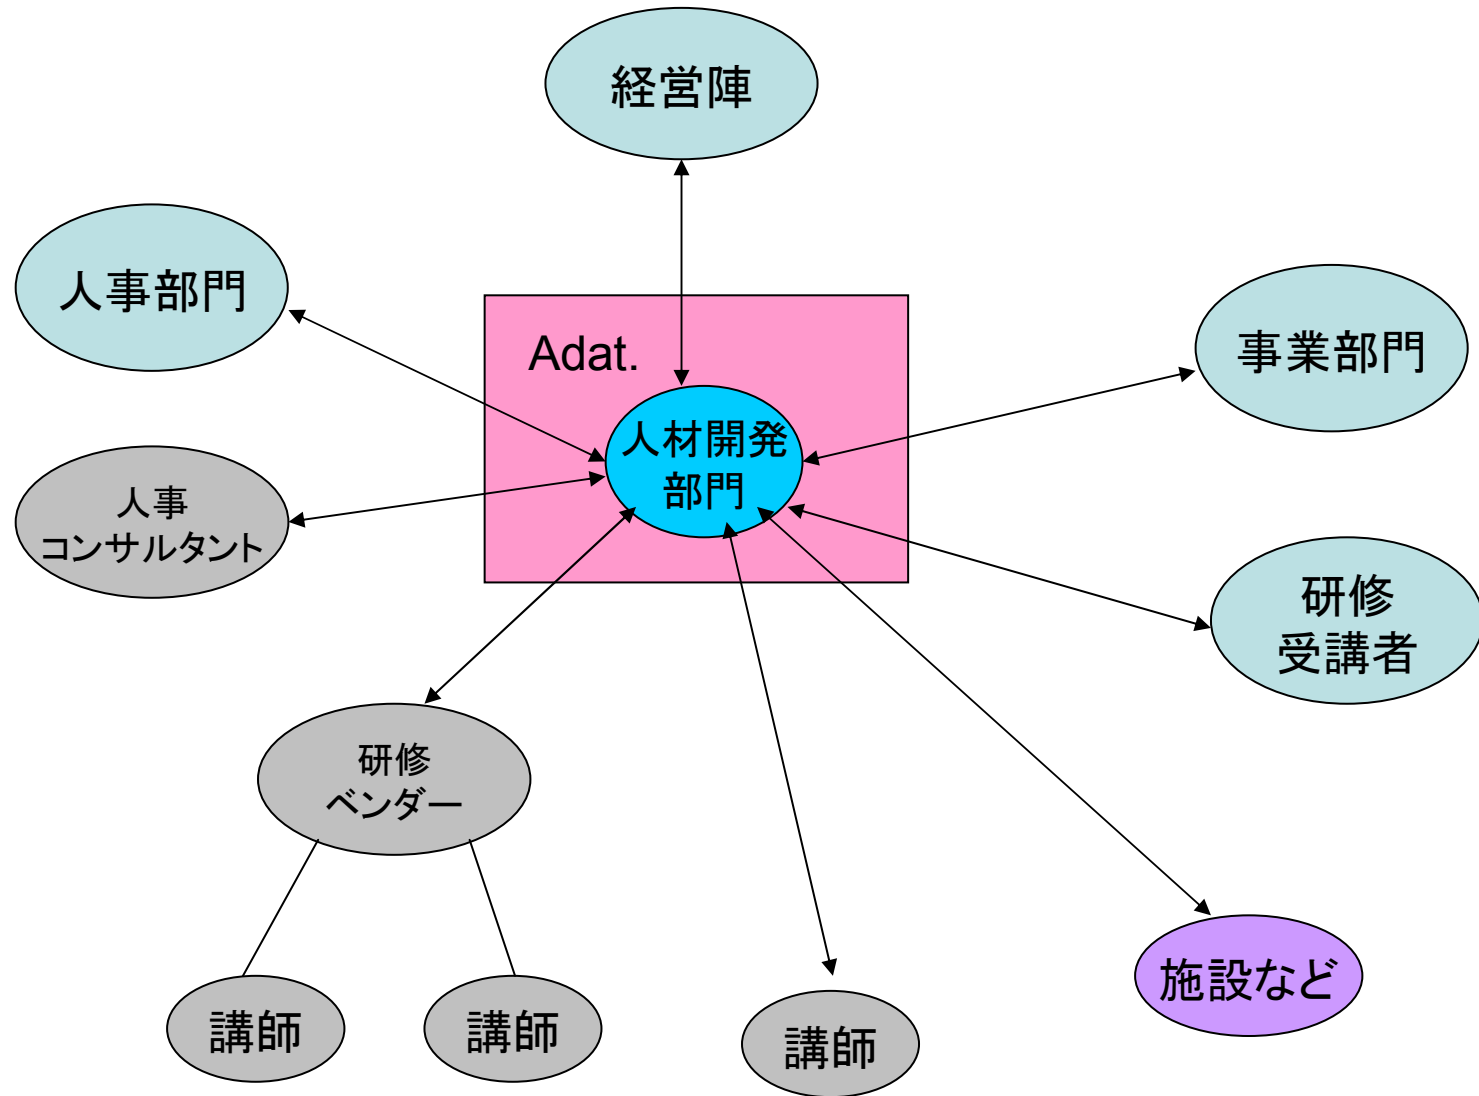 経営陣
人事部門
事業部門
Adat.
人材開発
部門
人事
コンサルタント
研修
受講者
研修
ベンダー
施設など
講師
講師
講師